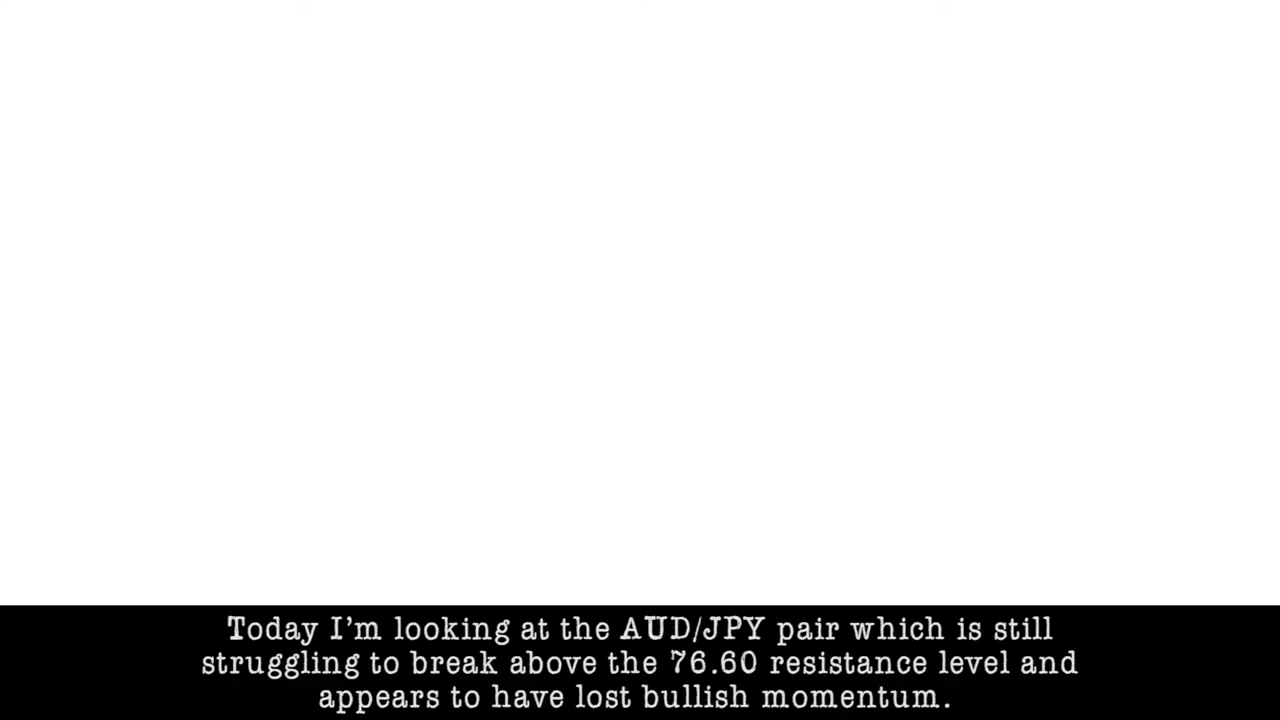 Today I’m looking at the AUD/JPY pair which is still
struggling to break above the 76.60 resistance level and
appears to have lost bullish momentum.